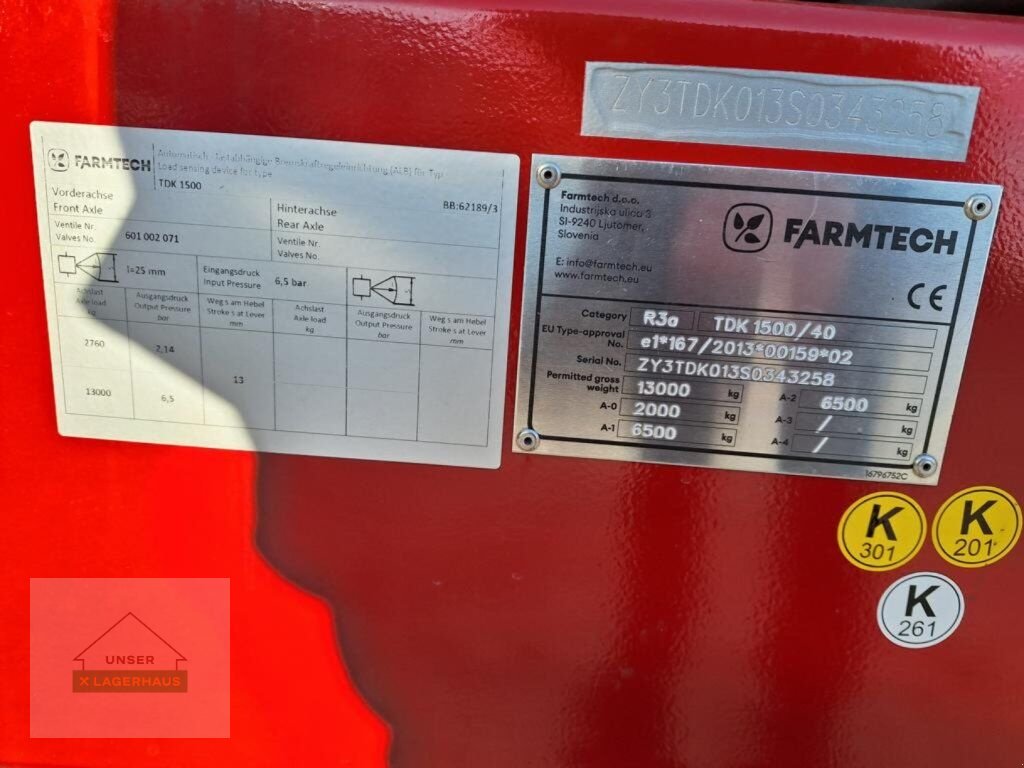 ZY3TDK013S0343258
FARMTECH
Automatisch lastabhängige Bremskraftregeleinrichtung (ALB) für Typ
Load sensing device for type
TDK 1500
Vorderachse
Front Axle
Hinterachse
Rear Axle
BB:62189/3
Ventile Nr.
Valves No.
601 002 071
Ventile Nr.
Valves No.
l=25 mm
Eingangsdruck
Input Pressure
6,5 bar
Achslast
Axle load
kg
Ausgangsdruck
Output Pressure
bar
Weg s am Hebel
Stroke s at Lever
mm
Achslast
Axle load
kg
Ausgangsdruck
Output Pressure
bar
Weg s am Hebel
Stroke s at Lever
mm
2760
2,14
13
13000
6,5
Farmtech d.o.o.
Industrijska ulica 3
SI-9240 Ljutomer,
Slovenia
E: info@farmtech.eu
www.farmtech.eu
FARMTECH
CE
Category R3a TDK 1500/40
EU Type-approval No. e1*167/2013*00159*02
Serial No. ZY3TDK013S0343258
Permitted gross weight 13000 kg
A-0 2000 kg
A-1 6500 kg
A-2 6500 kg
A-3 / kg
A-4 / kg
16796752C
K
301
K
201
K
261
UNSER
X LAGERHAUS